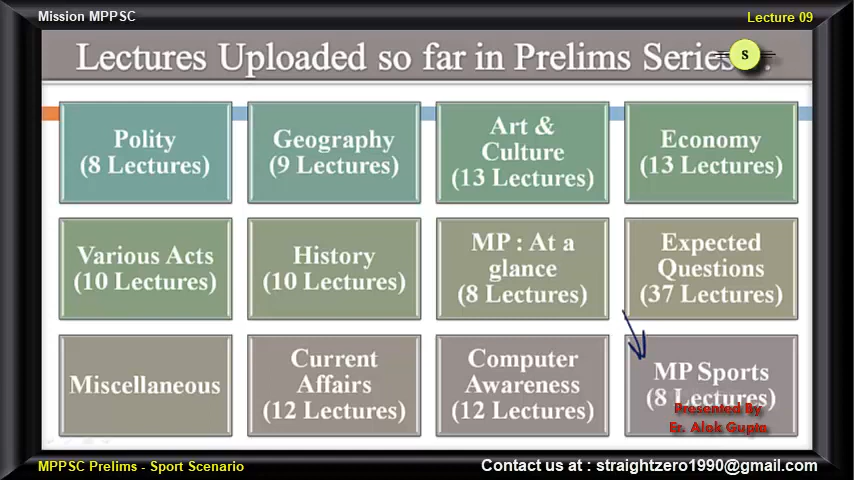 Mission MPPSC
Lecture 09
Lectures Uploaded so far in Prelims Series
S
Polity
(8 Lectures)
Geography
(9 Lectures)
Art &
Culture
(13 Lectures)
Economy
(13 Lectures)
Various Acts
(10 Lectures)
History
(10 Lectures)
MP : At a
glance
(8 Lectures)
Expected
Questions
(37 Lectures)
Miscellaneous
Current
Affairs
(12 Lectures)
Computer
Awareness
(12 Lectures)
MP Sports
(8 Lectures)
Presented By
Er. Alok Gupta
MPPSC Prelims - Sport Scenario
Contact us at : straightzero1990@gmail.com